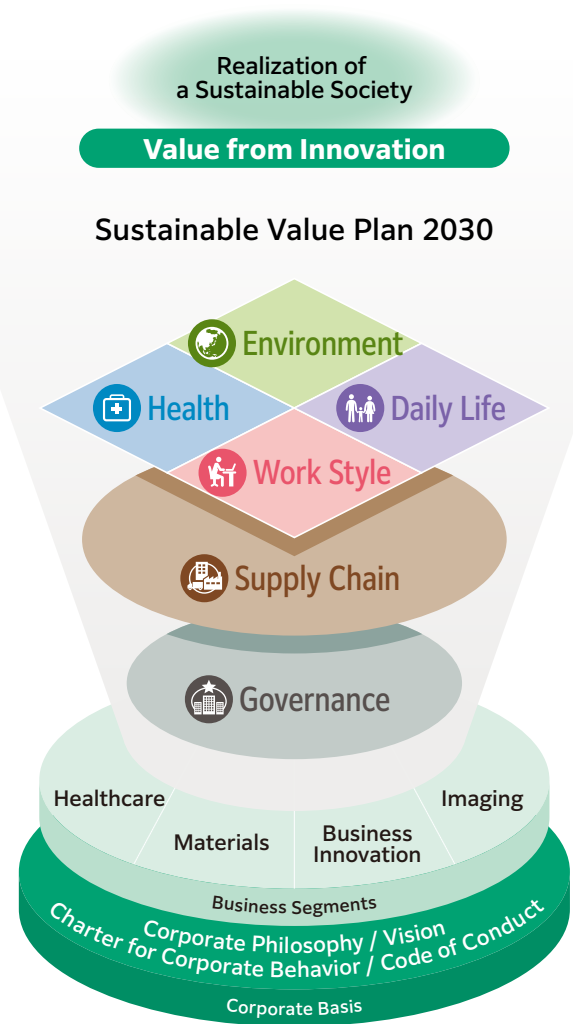 Realization of
a Sustainable Society
Value from Innovation
Sustainable Value Plan 2030
Environment
Health
Daily Life
Work Style
Supply Chain
Governance
Healthcare
Materials
Business
Innovation
Imaging
Business Segments
Corporate Philosophy / Vision
Charter for Corporate Behavior / Code of Conduct
Corporate Basis